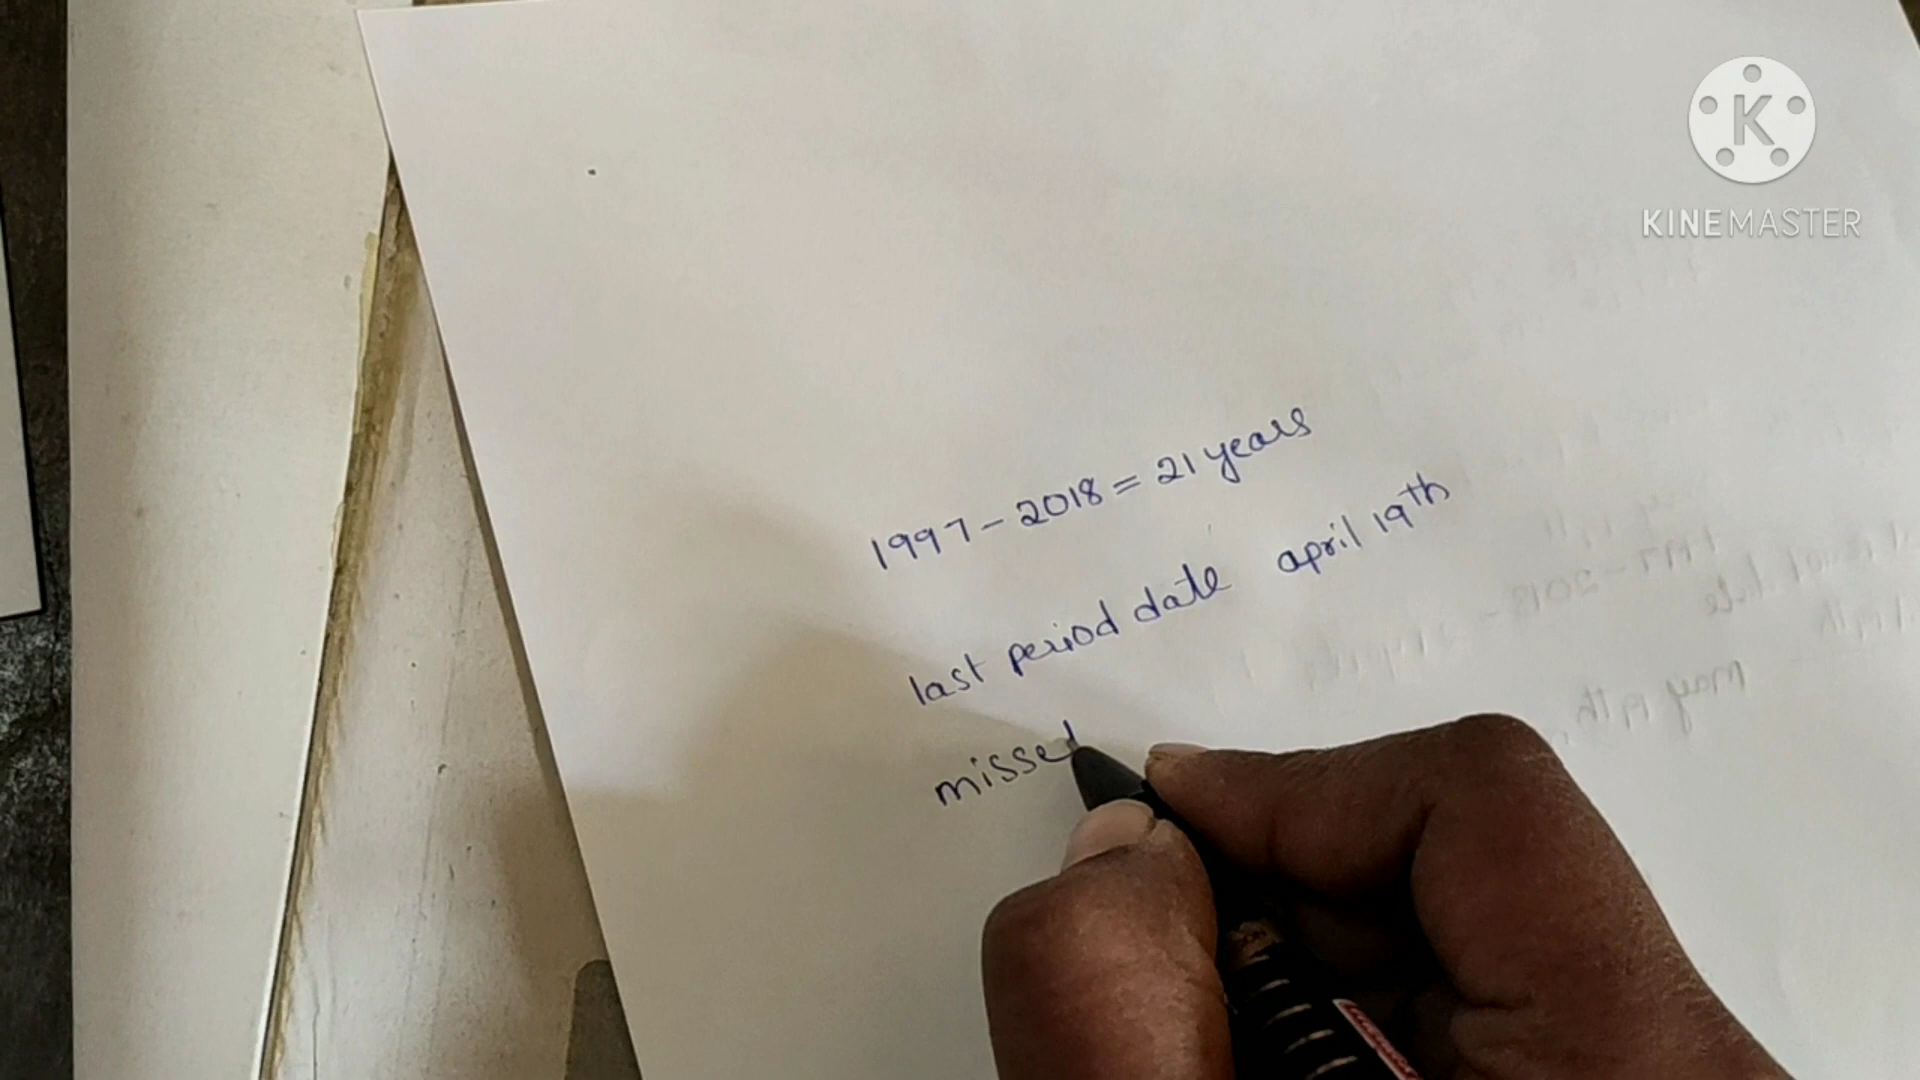 K
KINEMASTER
1997 - 2018 = 21 years
last period date april 19th
missed